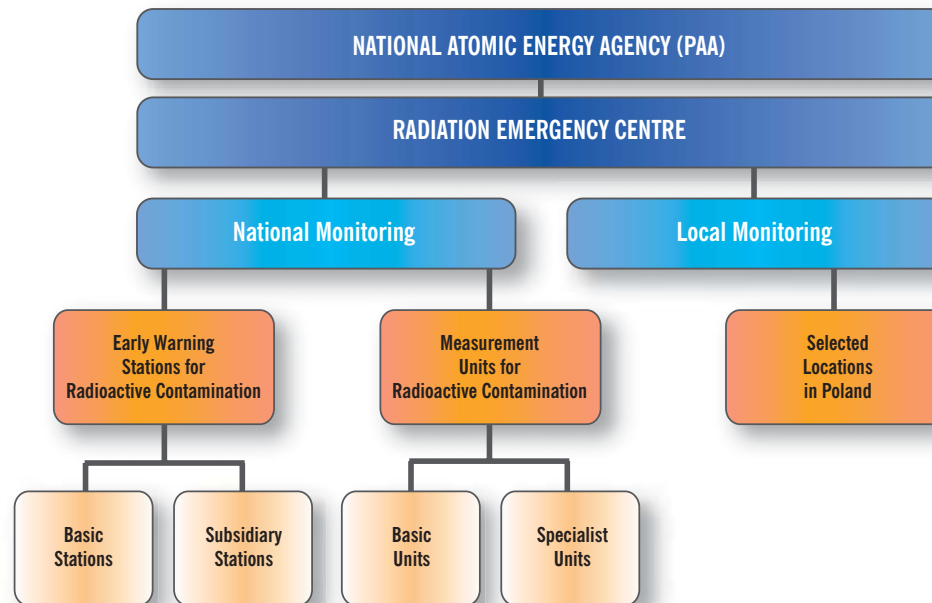 NATIONAL ATOMIC ENERGY AGENCY (PAA)
RADIATION EMERGENCY CENTRE
National Monitoring
Local Monitoring
Early Warning
Stations for
Radioactive Contamination
Measurement
Units for
Radioactive Contamination
Selected
Locations
in Poland
Basic
Stations
Subsidiary
Stations
Basic
Units
Specialist
Units